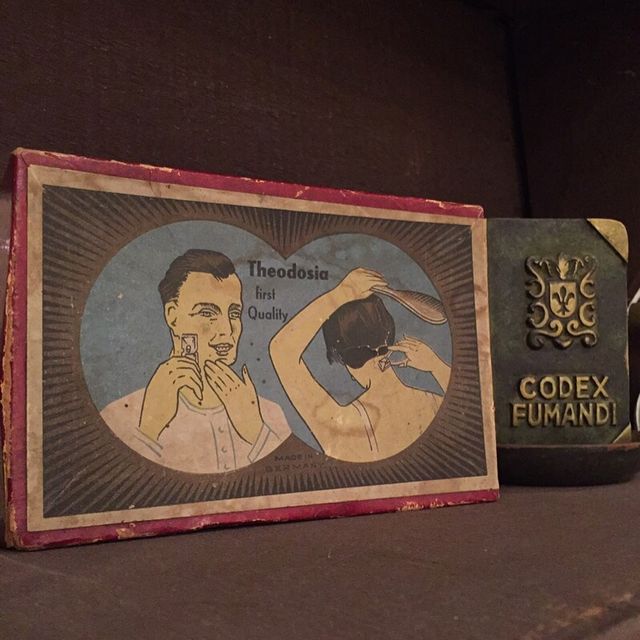 Theodosia
first
Quality
MADE IN
GERMANY
CODEX
FUMANDI